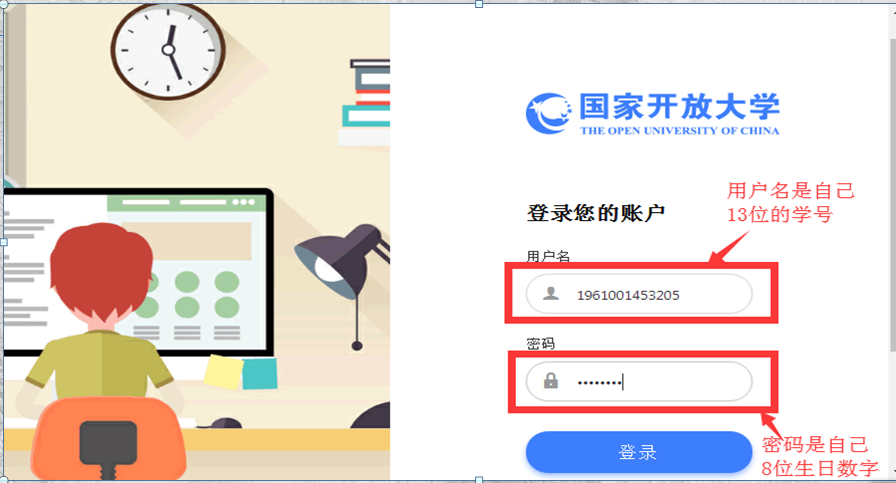 国家开放大学
THE OPEN UNIVERSITY OF CHINA
用户名是自己
13位的学号
登录您的账户
用户名
1961001453205
密码
••••••••
登录
密码是自己
8位生日数字